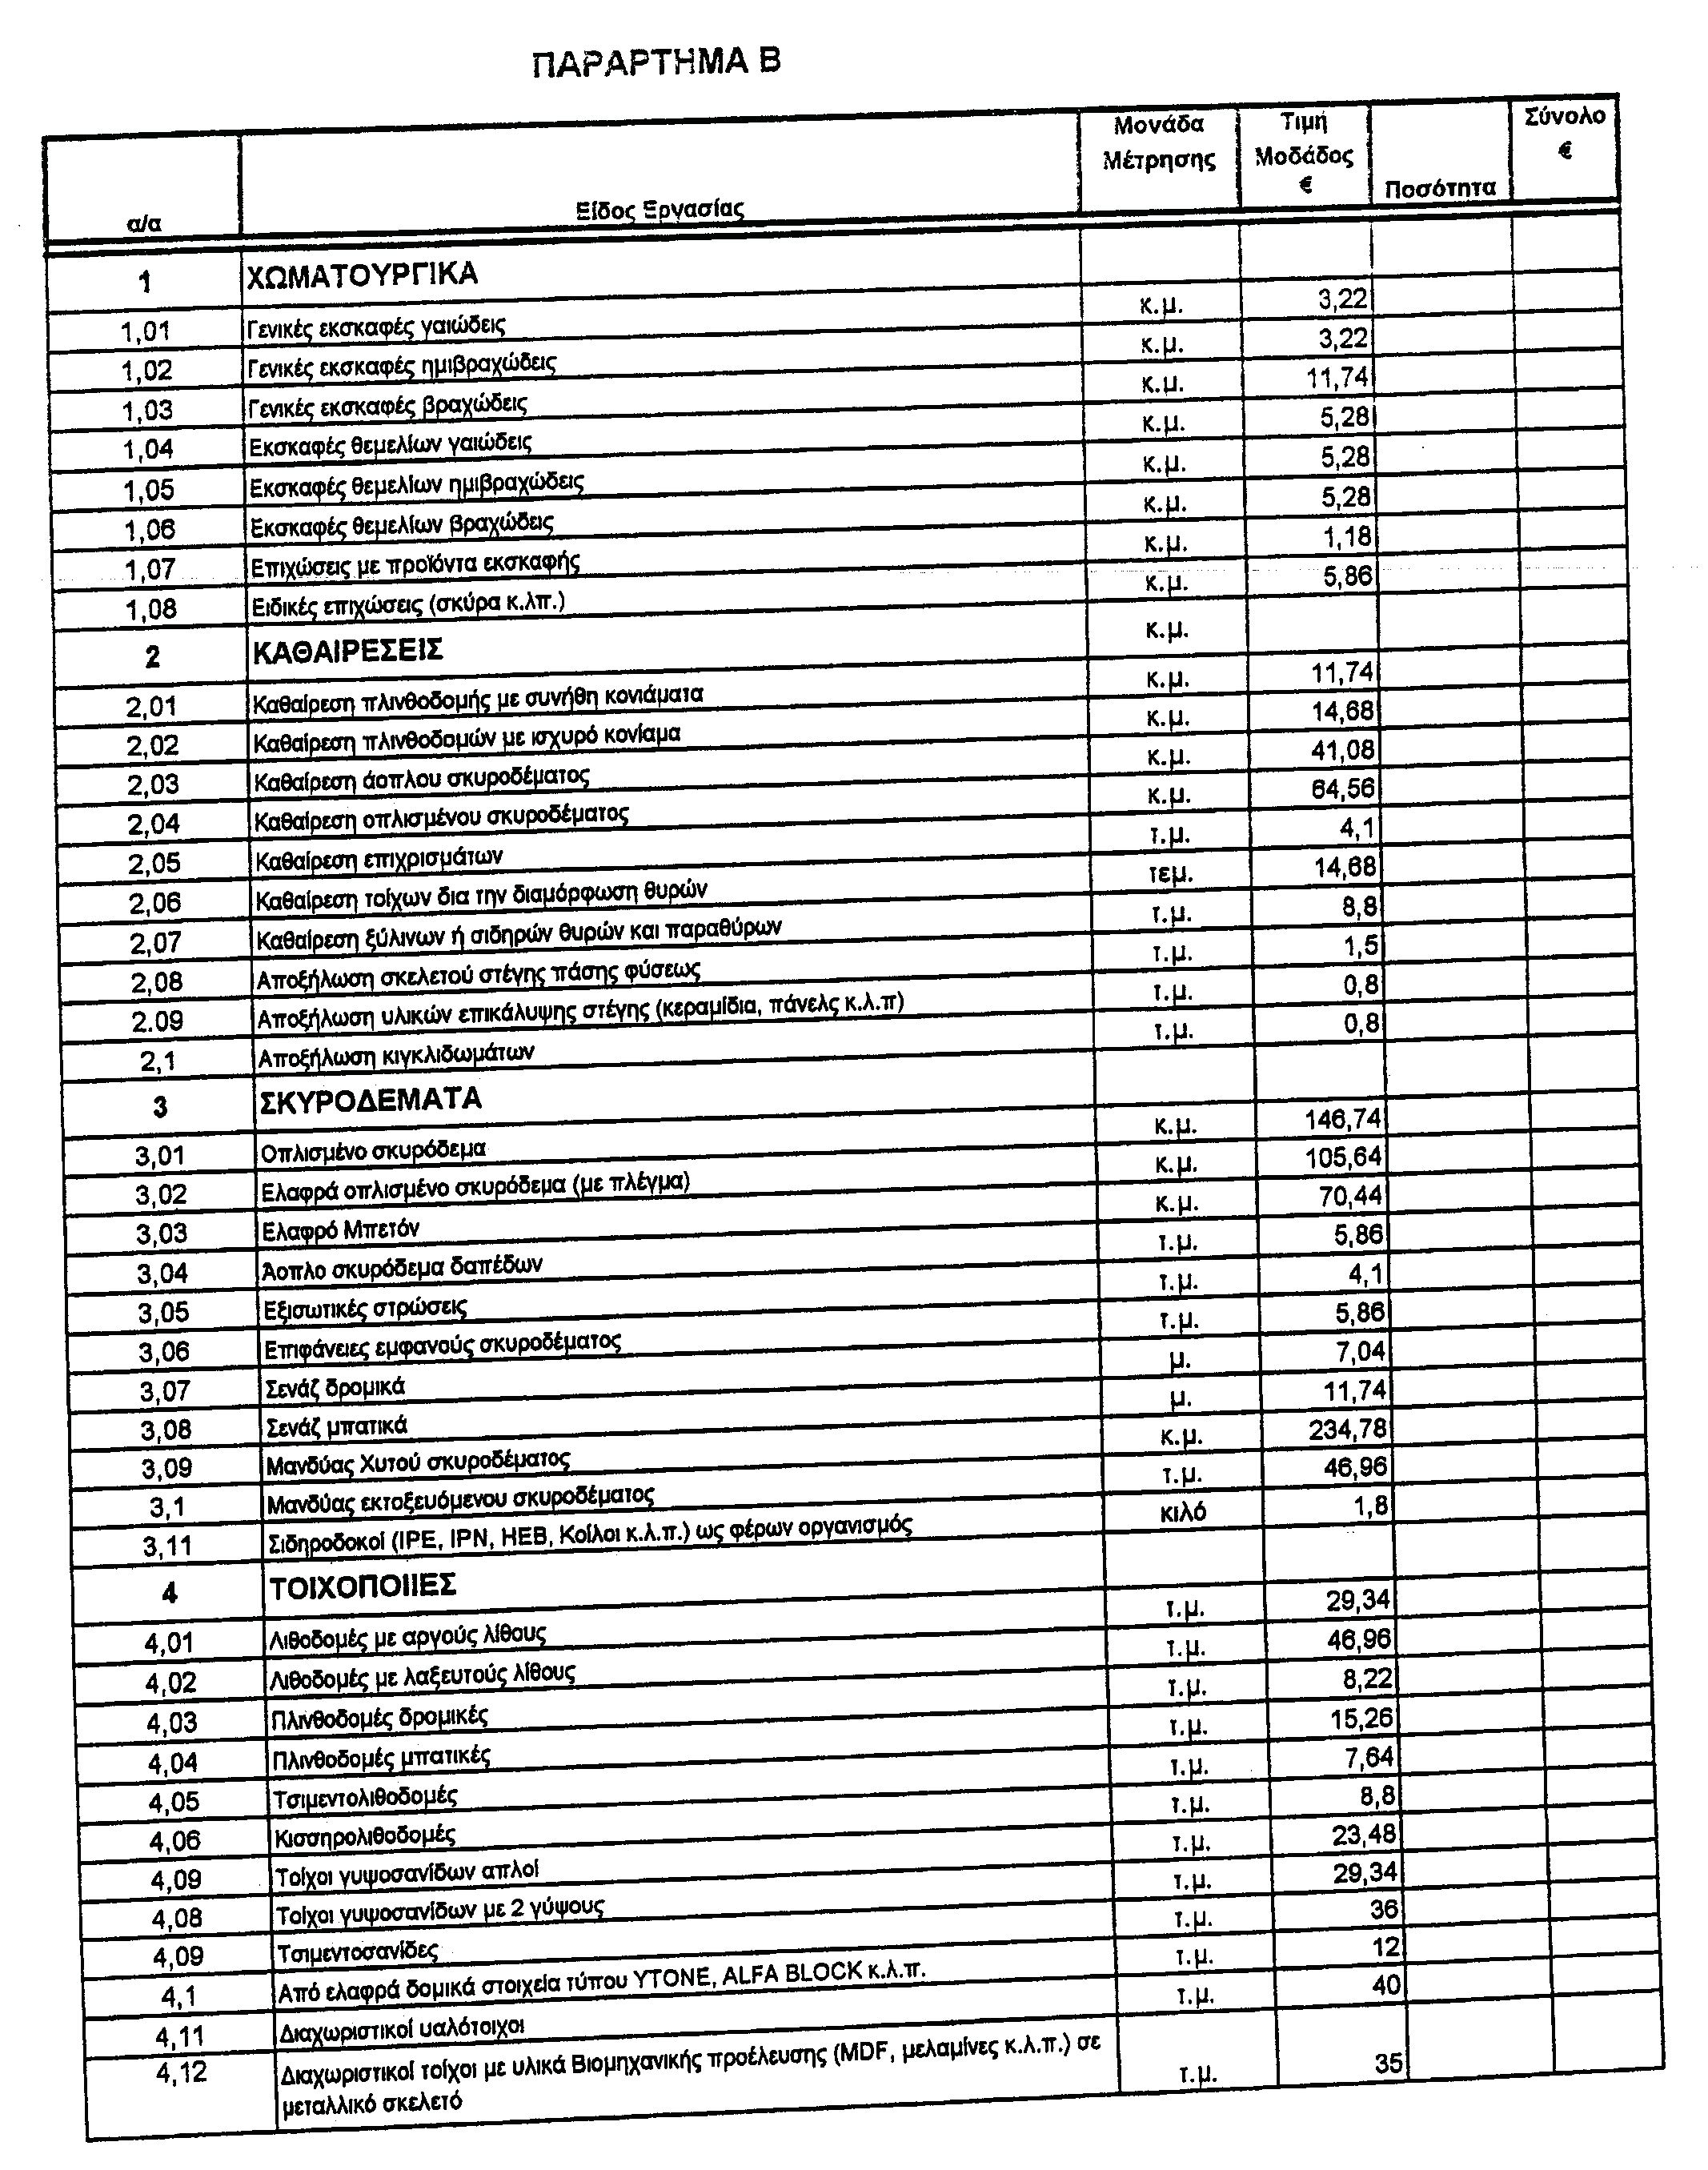 ΠΑΡΑΡΤΗΜΑ Β
α/α Είδος Εργασίας Μονάδα Μέτρησης Τιμή Μοδάδος € Ποσότητα Σύνολο €
1 ΧΩΜΑΤΟΥΡΓΙΚΑ
1,01 Γενικές εκσκαφές γαιώδεις κ.μ. 3,22
1,02 Γενικές εκσκαφές ημιβραχώδεις κ.μ. 3,22
1,03 Γενικές εκσκαφές βραχώδεις κ.μ. 11,74
1,04 Εκσκαφές θεμελίων γαιώδεις κ.μ. 5,28
1,05 Εκσκαφές θεμελίων ημιβραχώδεις κ.μ. 5,28
1,06 Εκσκαφές θεμελίων βραχώδεις κ.μ. 5,28
1,07 Επιχώσεις με προϊόντα εκσκαφής κ.μ. 1,18
1,08 Ειδικές επιχώσεις (σκύρα κ.λπ.) κ.μ. 5,86
2 ΚΑΘΑΙΡΕΣΕΙΣ κ.μ.
2,01 Καθαίρεση πλινθοδομής με συνήθη κονιάματα κ.μ. 11,74
2,02 Καθαίρεση πλινθοδομών με ισχυρό κονίαμα κ.μ. 14,68
2,03 Καθαίρεση άοπλου σκυροδέματος κ.μ. 41,08
2,04 Καθαίρεση οπλισμένου σκυροδέματος κ.μ. 64,56
2,05 Καθαίρεση επιχρισμάτων τ.μ. 4,1
2,06 Καθαίρεση τοίχων δια την διαμόρφωση θυρών τεμ. 14,68
2,07 Καθαίρεση ξύλινων ή σιδηρών θυρών και παραθύρων τ.μ. 8,8
2,08 Αποξήλωση σκελετού στέγης πάσης φύσεως τ.μ. 1,5
2.09 Αποξήλωση υλικών επικάλυψης στέγης (κεραμίδια, πάνελς κ.λ.π) τ.μ. 0,8
2,1 Αποξήλωση κιγκλιδωμάτων τ.μ. 0,8
3 ΣΚΥΡΟΔΕΜΑΤΑ
3,01 Οπλισμένο σκυρόδεμα κ.μ. 146,74
3,02 Ελαφρά οπλισμένο σκυρόδεμα (με πλέγμα) κ.μ. 105,64
3,03 Ελαφρό Μπετόν κ.μ. 70,44
3,04 Άοπλο σκυρόδεμα δαπέδων τ.μ. 5,86
3,05 Εξισωτικές στρώσεις τ.μ. 4,1
3,06 Επιφάνειες εμφανούς σκυροδέματος τ.μ. 5,86
3,07 Σενάζ δρομικά μ. 7,04
3,08 Σενάζ μπατικά μ. 11,74
3,09 Μανδύας Χυτού σκυροδέματος κ.μ. 234,78
3,1 Μανδύας εκτοξευόμενου σκυροδέματος τ.μ. 46,96
3,11 Σιδηροδοκοί (IPE, IPN, HEB, Κοίλοι κ.λ.π.) ως φέρων οργανισμός κιλό 1,8
4 ΤΟΙΧΟΠΟΙΙΕΣ
4,01 Λιθοδομές με αργούς λίθους τ.μ. 29,34
4,02 Λιθοδομές με λαξευτούς λίθους τ.μ. 46,96
4,03 Πλινθοδομές δρομικές τ.μ. 8,22
4,04 Πλινθοδομές μπατικές τ.μ. 15,26
4,05 Τσιμεντολιθοδομές τ.μ. 7,64
4,06 Κισσηρολιθοδομές τ.μ. 8,8
4,09 Τοίχοι γυψοσανίδων απλοί τ.μ. 23,48
4,08 Τοίχοι γυψοσανίδων με 2 γύψους τ.μ. 29,34
4,09 Τσιμεντοσανίδες τ.μ. 36
4,1 Από ελαφρά δομικά στοιχεία τύπου YTONE, ALFA BLOCK κ.λ.π. τ.μ. 12
4,11 Διαχωριστικοί υαλότοιχοι τ.μ. 40
4,12 Διαχωριστικοί τοίχοι με υλικά Βιομηχανικής προέλευσης (MDF, μελαμίνες κ.λ.π.) σε
μεταλλικό σκελετό τ.μ. 35